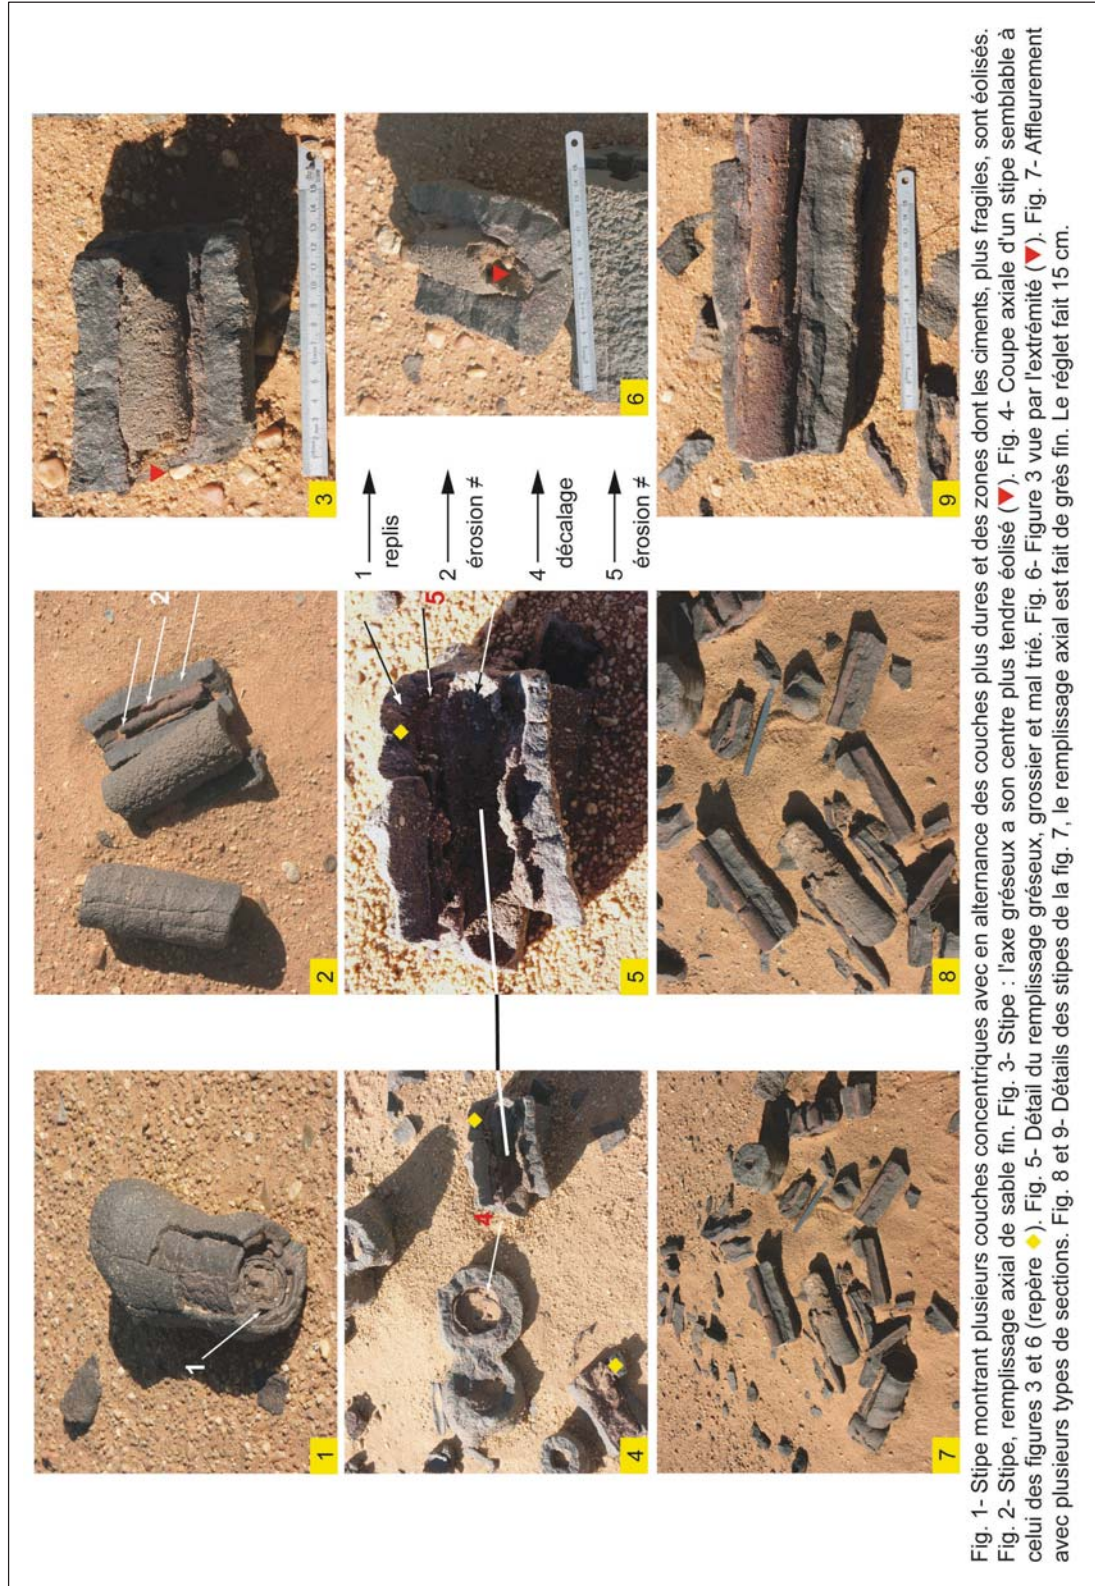 1
1
2
2
3
4
4
5
5
1
replis
2
érosion ≠
4
décalage
5
érosion ≠
6
7
8
9
Fig. 1- Stipe montrant plusieurs couches concentriques avec en alternance des couches plus dures et des zones dont les ciments, plus fragiles, sont éolisés.
Fig. 2- Stipe, remplissage axial de sable fin. Fig. 3- Stipe : l'axe gréseux a son centre plus tendre éolisé (▼). Fig. 4- Coupe axiale d'un stipe semblable à
celui des figures 3 et 6 (repère ◆). Fig. 5- Détail du remplissage gréseux, grossier et mal trié. Fig. 6- Figure 3 vue par l'extrémité (▼). Fig. 7- Affleurement
avec plusieurs types de sections. Fig. 8 et 9- Détails des stipes de la fig. 7, le remplissage axial est fait de grès fin. Le réglet fait 15 cm.